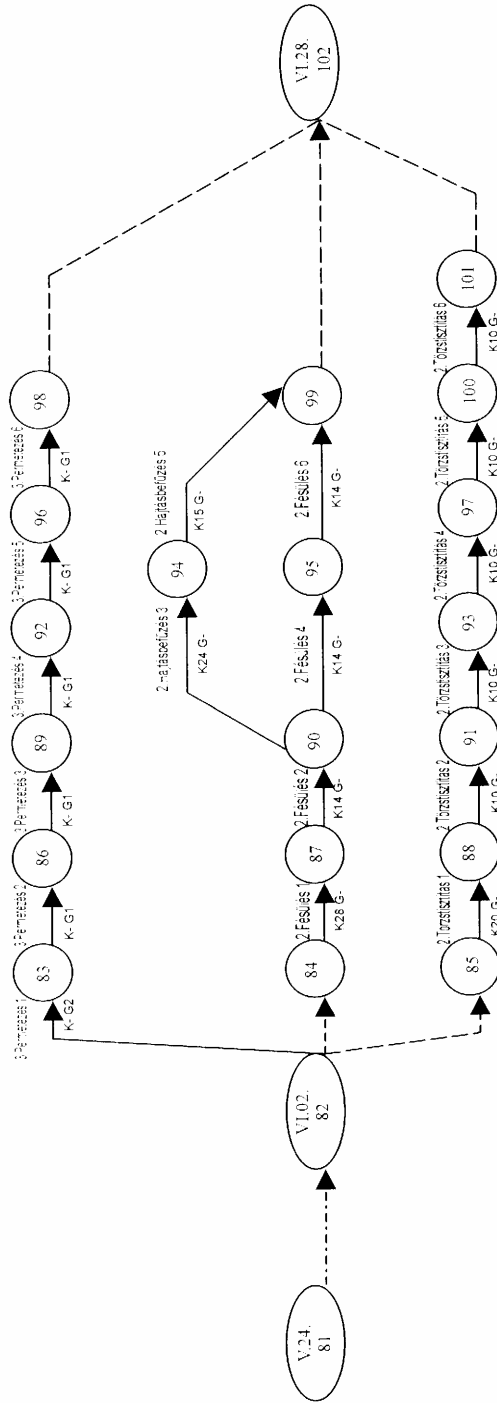 V.24.
81
VI.02.
82
3 Permetezés 1
K- G2
83
3 Permetezés 2
K- G1
86
3 Permetezés 3
K- G1
89
3 Permetezés 4
K- G1
92
3 Permetezés 5
K- G1
96
3 Permetezés 6
K- G1
98
2 Hajtásbefűzés 3
K24 G-
94
2 Hajtásbefűzés 5
K15 G-
84
2 Fésülés 1
K28 G-
87
2 Fésülés 2
K14 G-
90
2 Fésülés 4
K14 G-
95
2 Fésülés 6
K14 G-
99
85
2.Törzstisztítás 1
K20 G-
88
2.Törzstisztítás 2
K10 G-
91
2.Törzstisztítás 3
K10 G-
93
2.Törzstisztítás 4
K10 G-
97
2.Törzstisztítás 5
K10 G-
100
2.Törzstisztítás 6
K10 G-
101
VI.28.
102